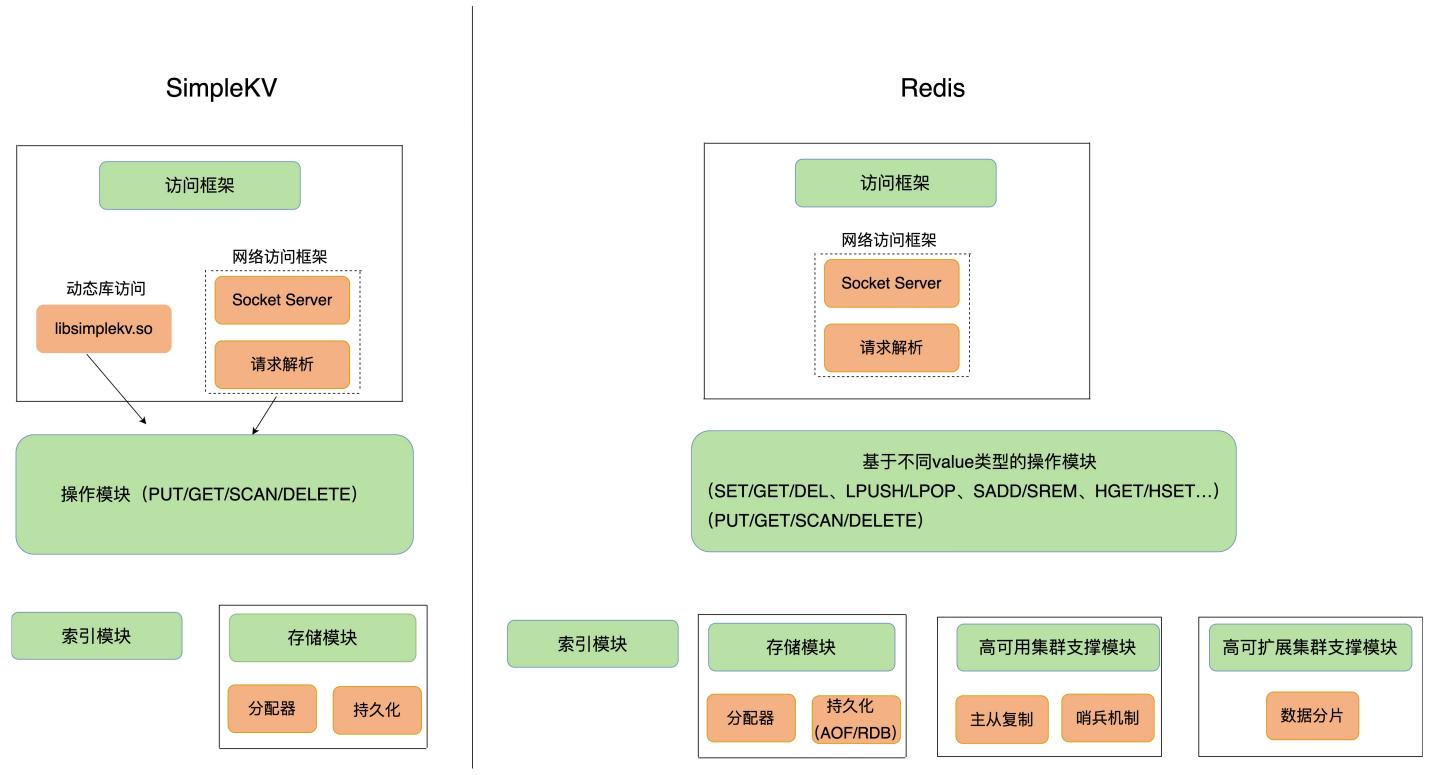 SimpleKV
访问框架
网络访问框架
动态库访问
Socket Server
libsimplekv.so
请求解析
操作模块（PUT/GET/SCAN/DELETE）
索引模块
存储模块
分配器
持久化
Redis
访问框架
网络访问框架
Socket Server
请求解析
基于不同value类型的操作模块
（SET/GET/DEL、LPUSH/LPOP、SADD/SREM、HGET/HSET...）
（PUT/GET/SCAN/DELETE）
索引模块
存储模块
分配器
持久化
（AOF/RDB）
高可用集群支撑模块
主从复制
哨兵机制
高可扩展集群支撑模块
数据分片